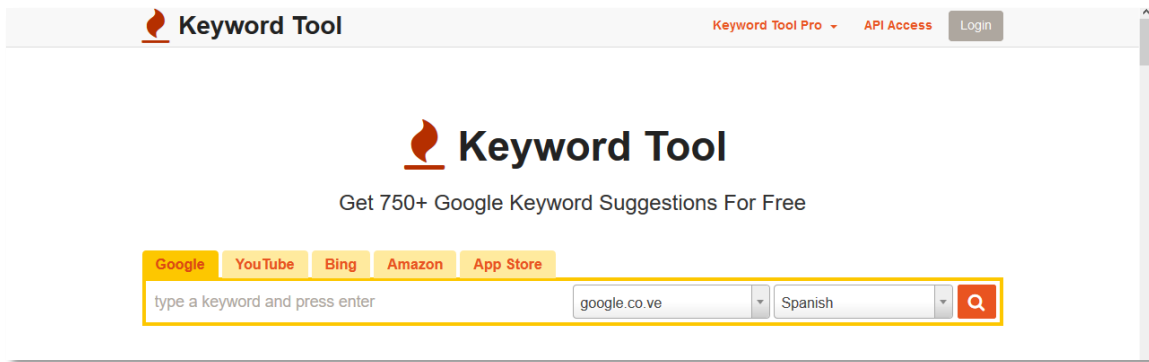 Keyword Tool Keyword Tool Pro API Access Login
Keyword Tool
Get 750+ Google Keyword Suggestions For Free
Google YouTube Bing Amazon App Store
type a keyword and press enter google.co.ve Spanish